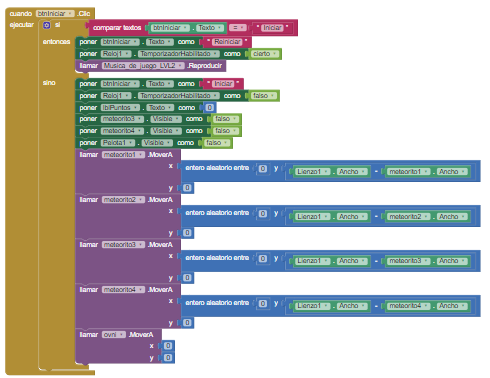 cuando btnIniciar .Clic
ejecutar si comparar textos btnIniciar . Texto = " Iniciar "
entonces poner btnIniciar . Texto como " Reiniciar "
poner Reloj1 . TemporizadorHabilitado como cierto
llamar Musica_de_juego_LVL2 .Reproducir
sino poner btnIniciar . Texto como " Iniciar "
poner Reloj1 . TemporizadorHabilitado como falso
poner lblPuntos . Texto como 0
poner meteorito3 . Visible como falso
poner meteorito4 . Visible como falso
poner Pelota1 . Visible como falso
llamar meteorito1 .MoverA
x entero aleatorio entre 0 y Lienzo1 . Ancho - meteorito1 . Ancho
y 0
llamar meteorito2 .MoverA
x entero aleatorio entre 0 y Lienzo1 . Ancho - meteorito2 . Ancho
y 0
llamar meteorito3 .MoverA
x entero aleatorio entre 0 y Lienzo1 . Ancho - meteorito3 . Ancho
y 0
llamar meteorito4 .MoverA
x entero aleatorio entre 0 y Lienzo1 . Ancho - meteorito4 . Ancho
y 0
llamar ovni .MoverA
x 0
y 0